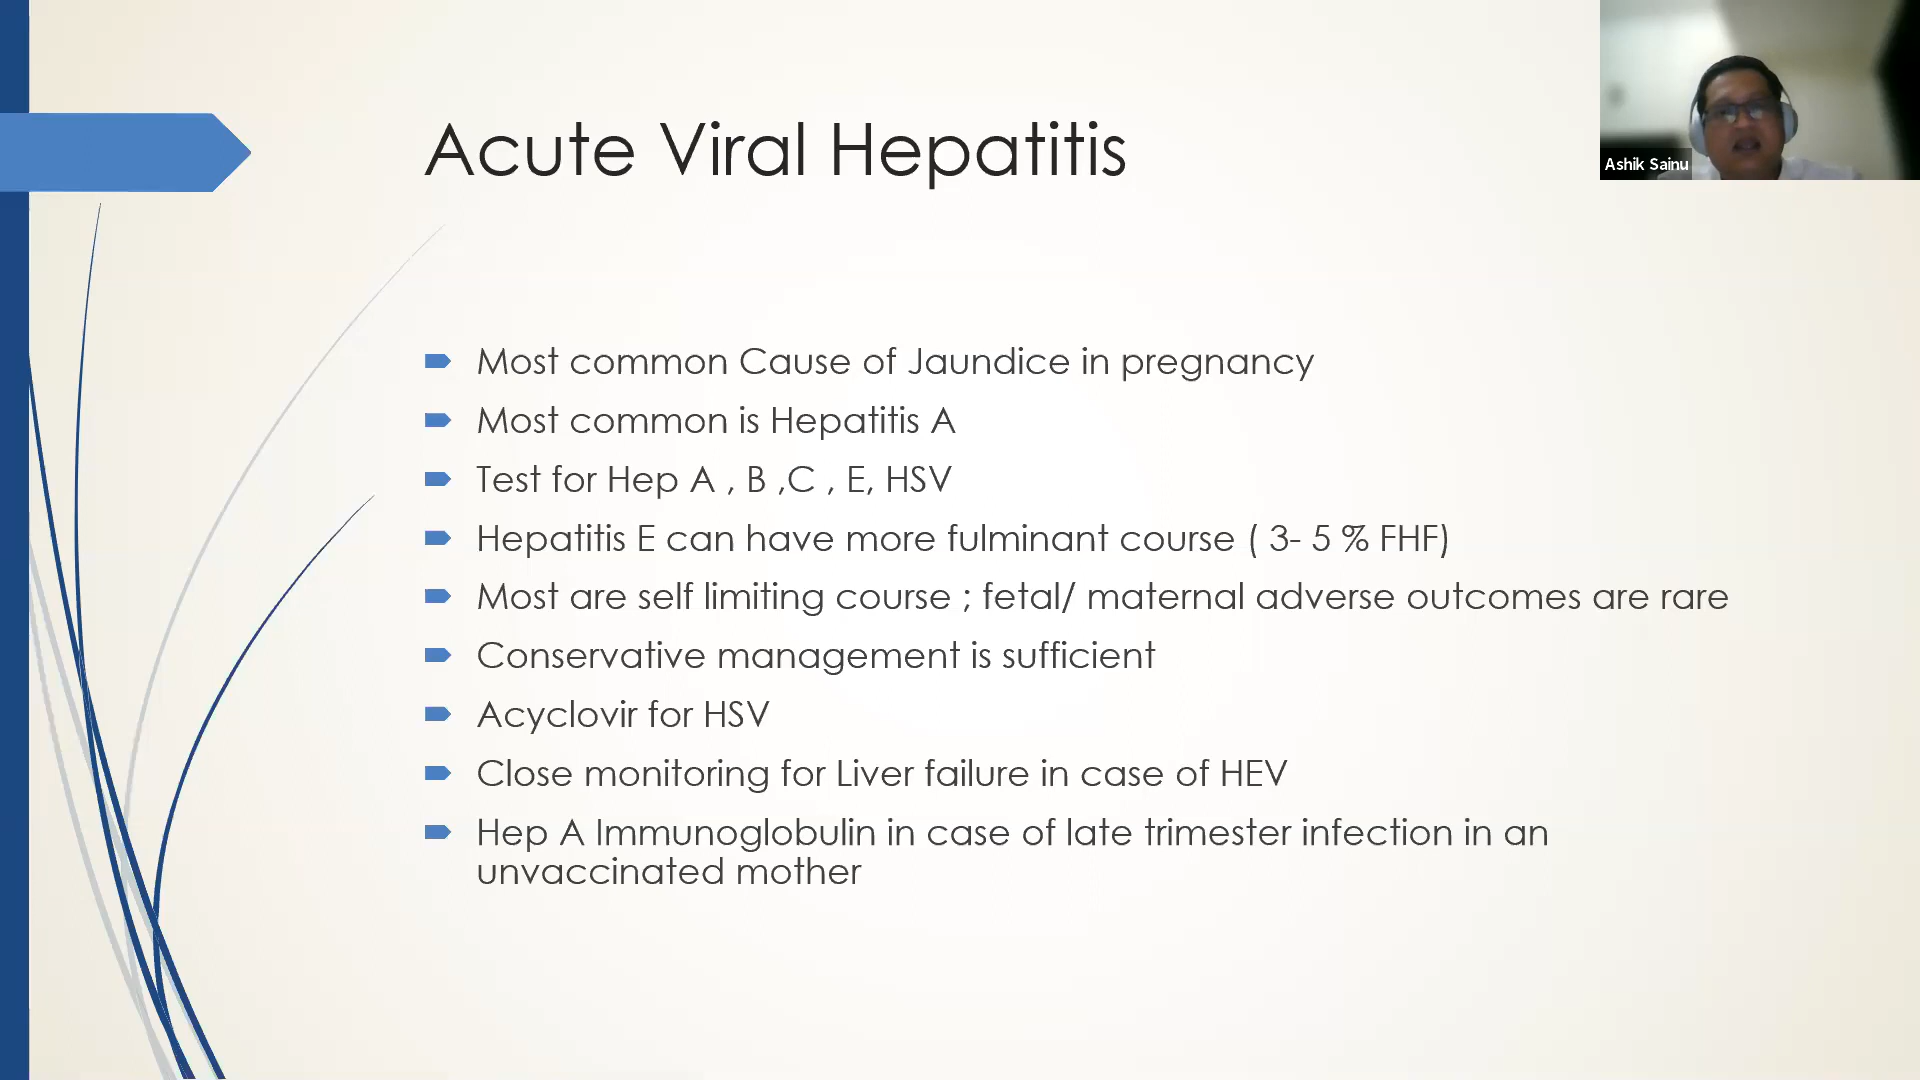 Acute Viral Hepatitis
Ashik Sainu
Most common Cause of Jaundice in pregnancy
Most common is Hepatitis A
Test for Hep A , B ,C , E, HSV
Hepatitis E can have more fulminant course ( 3- 5 % FHF)
Most are self limiting course ; fetal/ maternal adverse outcomes are rare
Conservative management is sufficient
Acyclovir for HSV
Close monitoring for Liver failure in case of HEV
Hep A Immunoglobulin in case of late trimester infection in an
unvaccinated mother